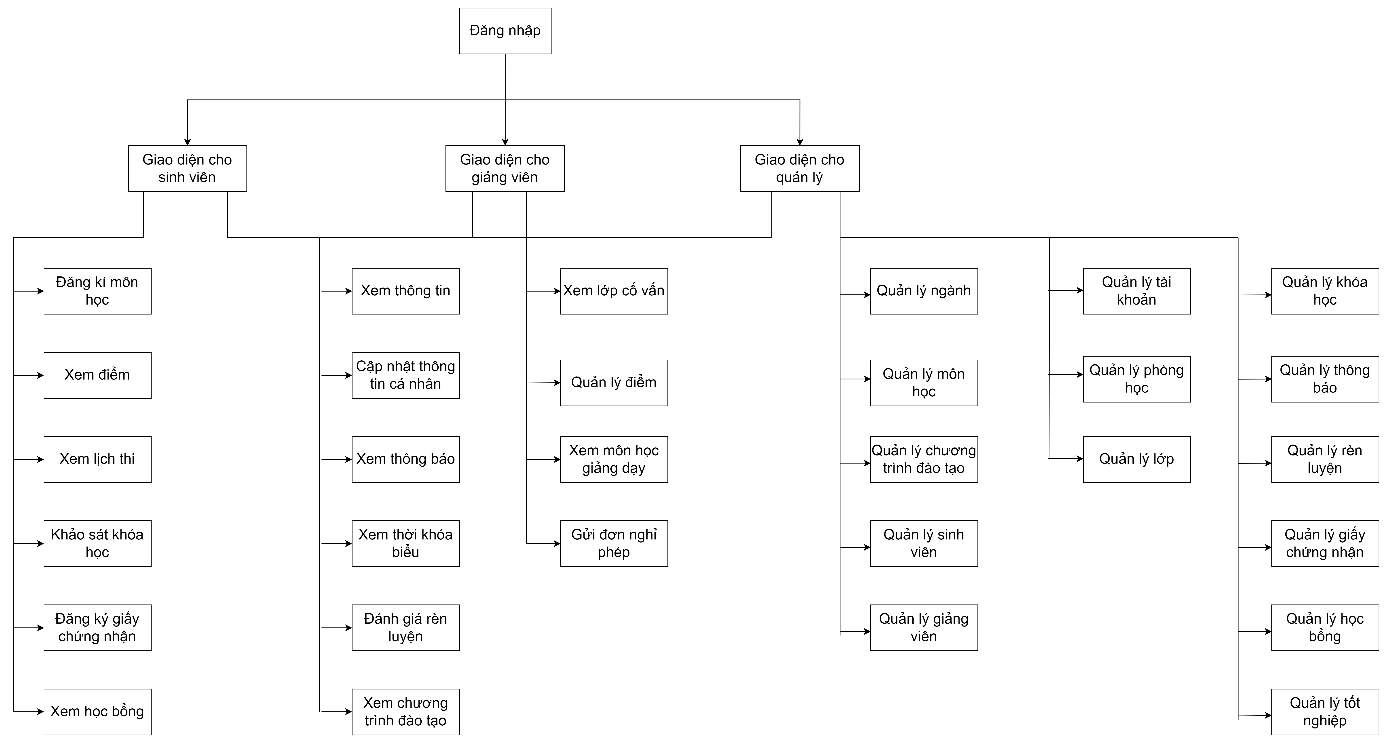 Đăng nhập
Giao diện cho
sinh viên
Giao diện cho
giảng viên
Giao diện cho
quản lý
Đăng kí môn
học
Xem điểm
Xem lịch thi
Khảo sát khóa
học
Đăng ký giấy
chứng nhận
Xem học bổng
Xem thông tin
Cập nhật thông
tin cá nhân
Xem thông báo
Xem thời khóa
biểu
Đánh giá rèn
luyện
Xem chương
trình đào tạo
Xem lớp cố vấn
Quản lý điểm
Xem môn học
giảng dạy
Gửi đơn nghỉ
phép
Quản lý ngành
Quản lý môn
học
Quản lý chương
trình đào tạo
Quản lý sinh
viên
Quản lý giảng
viên
Quản lý tài
khoản
Quản lý phòng
học
Quản lý lớp
Quản lý khóa
học
Quản lý thông
báo
Quản lý rèn
luyện
Quản lý giấy
chứng nhận
Quản lý học
bổng
Quản lý tốt
nghiệp